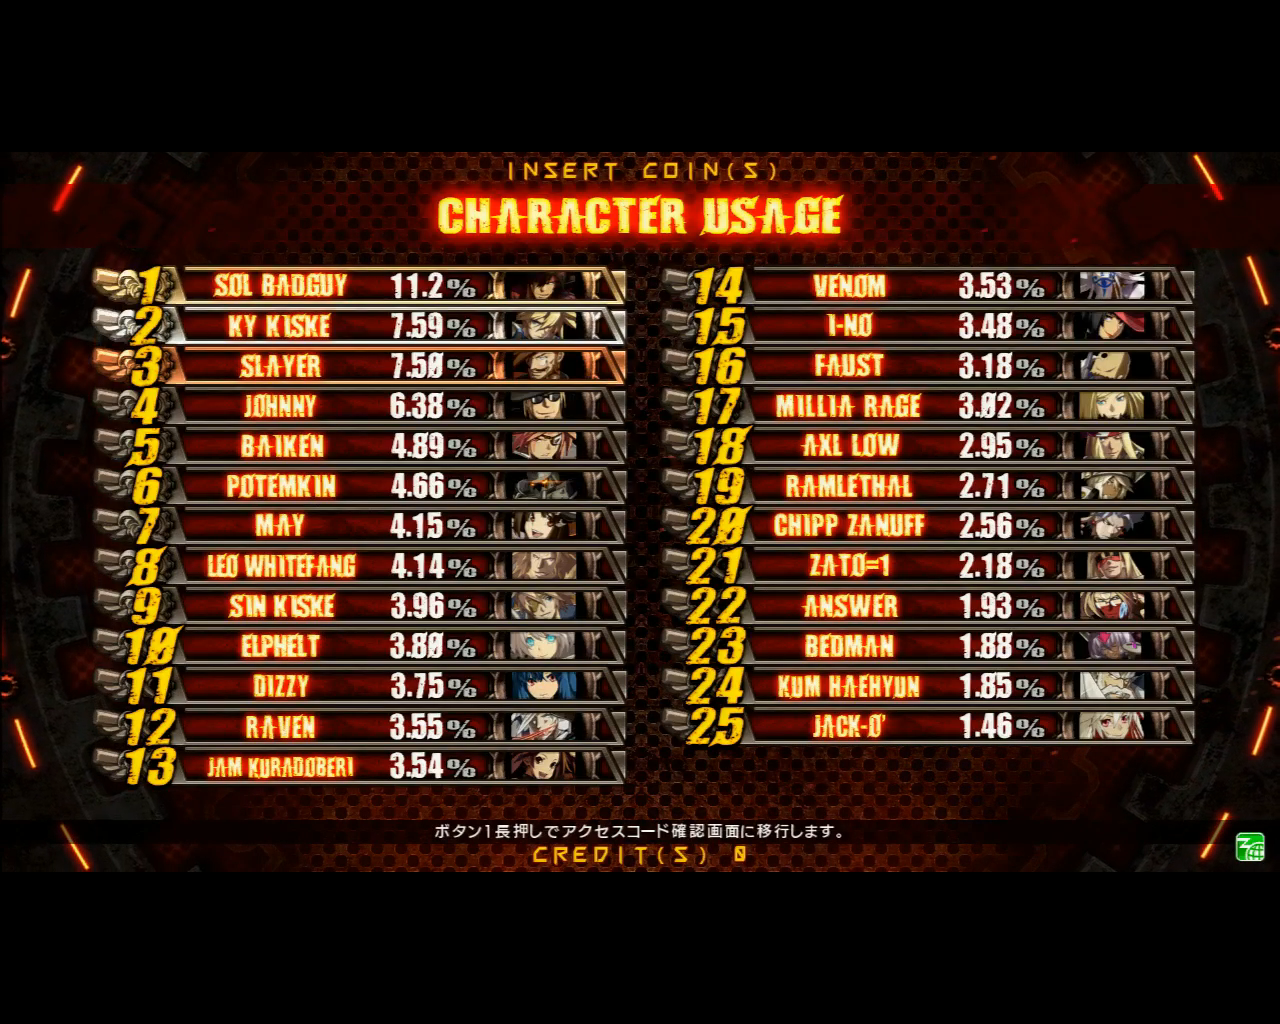 INSERT COIN(S)
CHARACTER USAGE
1 SOL BADGUY 11.2%
2 KY KISKE 7.59%
3 SLAYER 7.50%
4 JOHNNY 6.38%
5 BAIKEN 4.89%
6 POTEMKIN 4.66%
7 MAY 4.15%
8 LEO WHITEFANG 4.14%
9 SIN KISKE 3.96%
10 ELPHELT 3.80%
11 DIZZY 3.75%
12 RAVEN 3.55%
13 JAM KURADOBERI 3.54%
14 VENOM 3.53%
15 I-NO 3.48%
16 FAUST 3.18%
17 MILLIA RAGE 3.02%
18 AXL LOW 2.95%
19 RAMLETHAL 2.71%
20 CHIPP ZANUFF 2.56%
21 ZATO=1 2.18%
22 ANSWER 1.93%
23 BEDMAN 1.88%
24 KUM HAEHYUN 1.85%
25 JACK-O' 1.46%
ボタン1長押しでアクセスコード確認画面に移行します。
CREDIT(S) 0